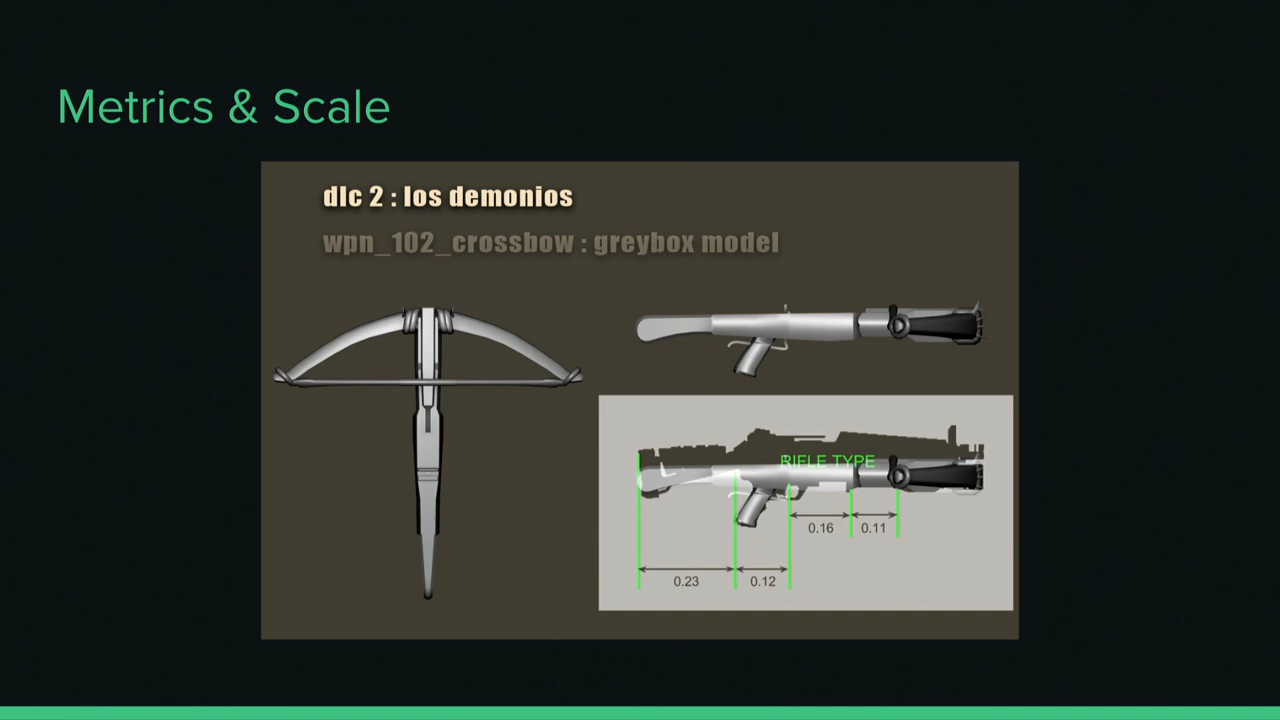 Metrics & Scale
dlc 2 : los demonios
wpn_102_crossbow : greybox model
RIFLE TYPE
0.16
0.11
0.23
0.12